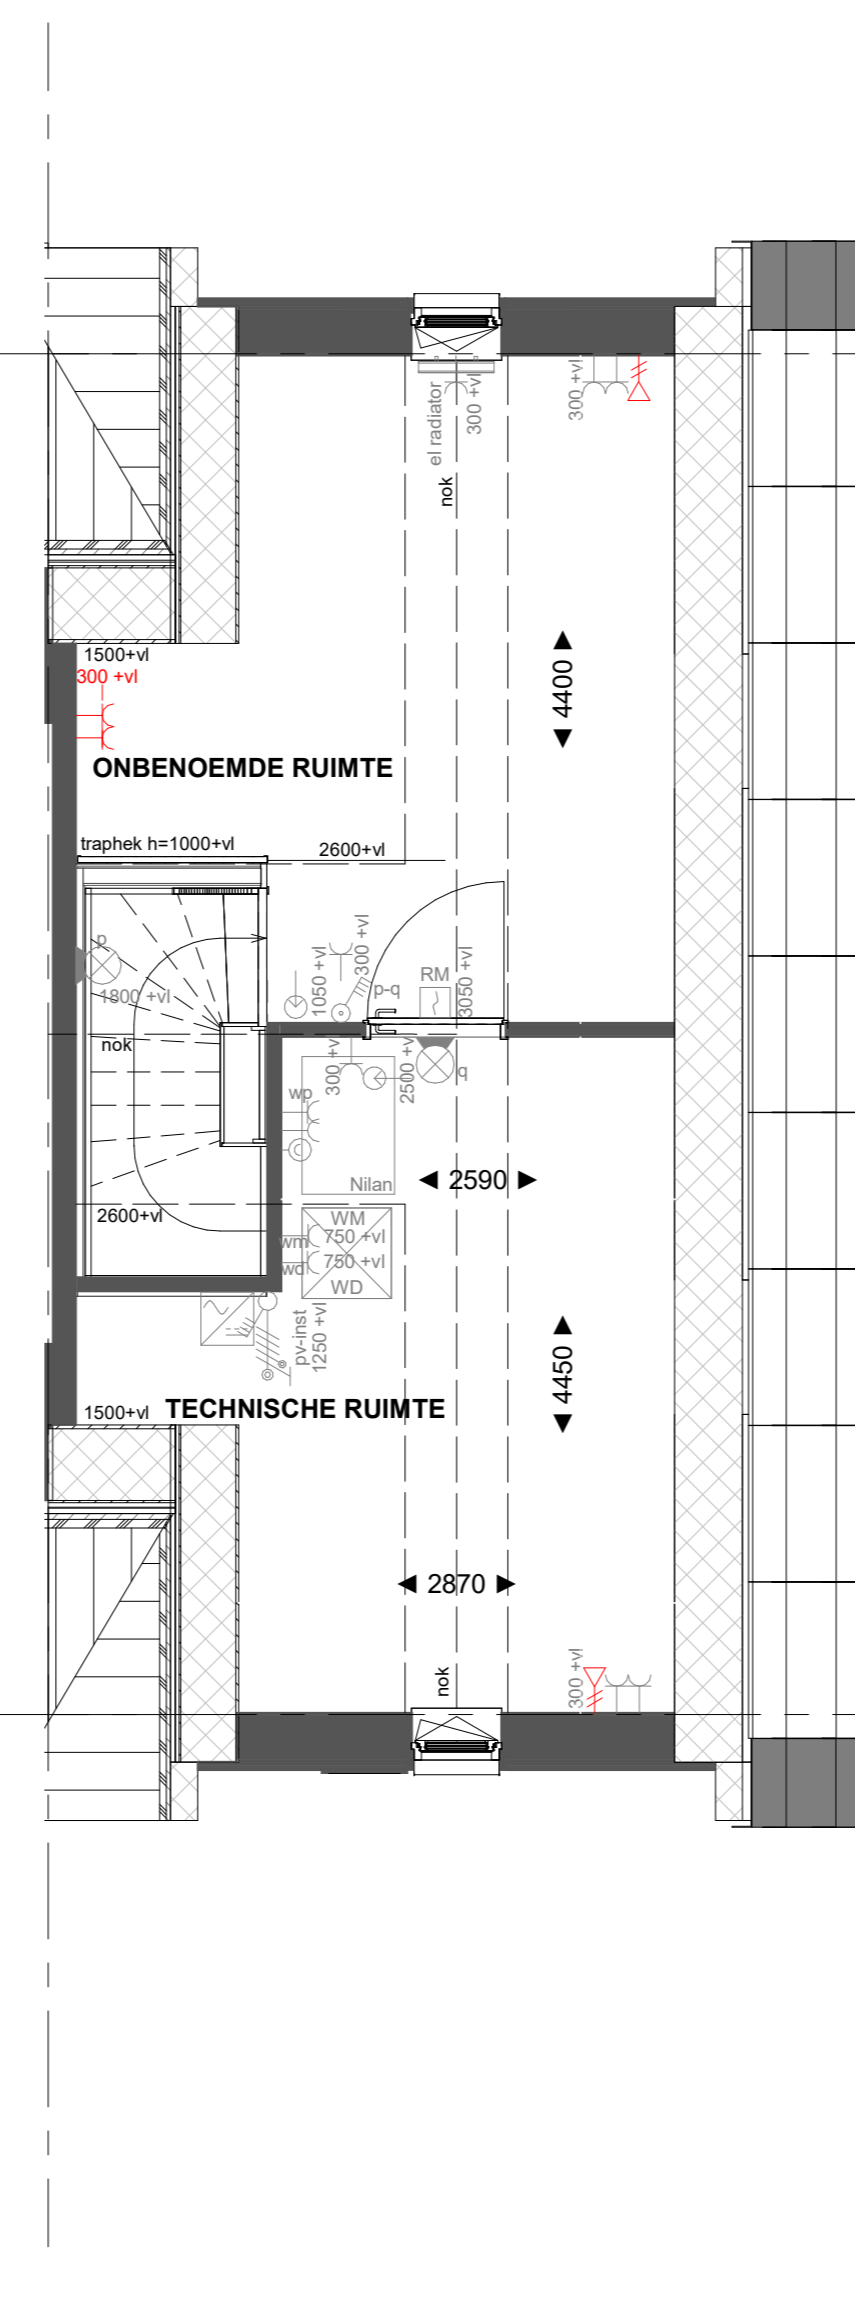 el radiator
300 +vl
300 +vl
nok
1500+vl
300 +vl
4400
ONBENOEMDE RUIMTE
traphek h=1000+vl
2600+vl
p
1800 +vl
1050 +vl
300 +vl
p-q
RM
3050 +vl
nok
300 +vl
2500 +v
q
wp
Nilan
2590
2600+vl
WM
wm
750 +vl
wd
750 +vl
WD
pv-inst
1250 +vl
4450
1500+vl
TECHNISCHE RUIMTE
2870
nok
300 +vl